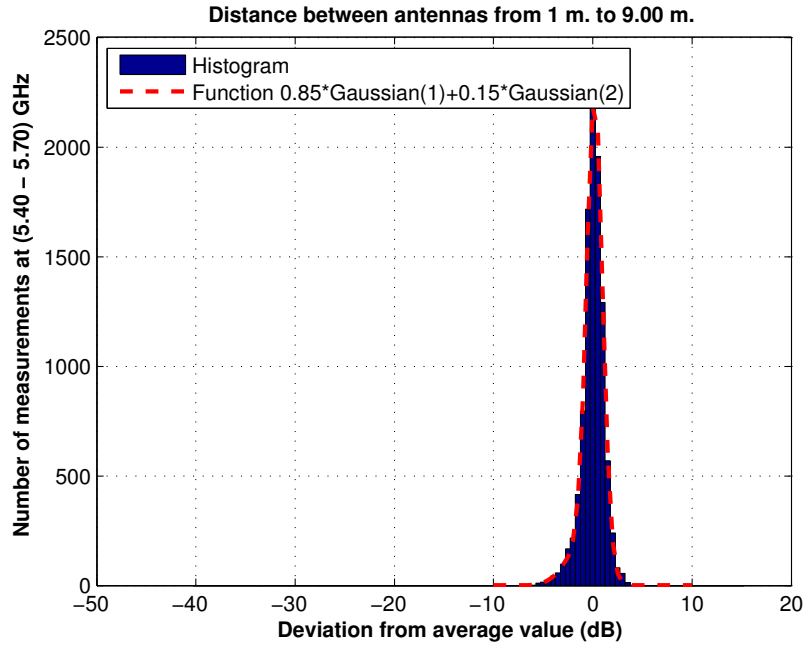 Distance between antennas from 1 m. to 9.00 m.
Number of measurements at (5.40 − 5.70) GHz
2500
2000
1500
1000
500
0
Histogram
Function 0.85*Gaussian(1)+0.15*Gaussian(2)
−50 −40 −30 −20 −10 0 10 20
Deviation from average value (dB)